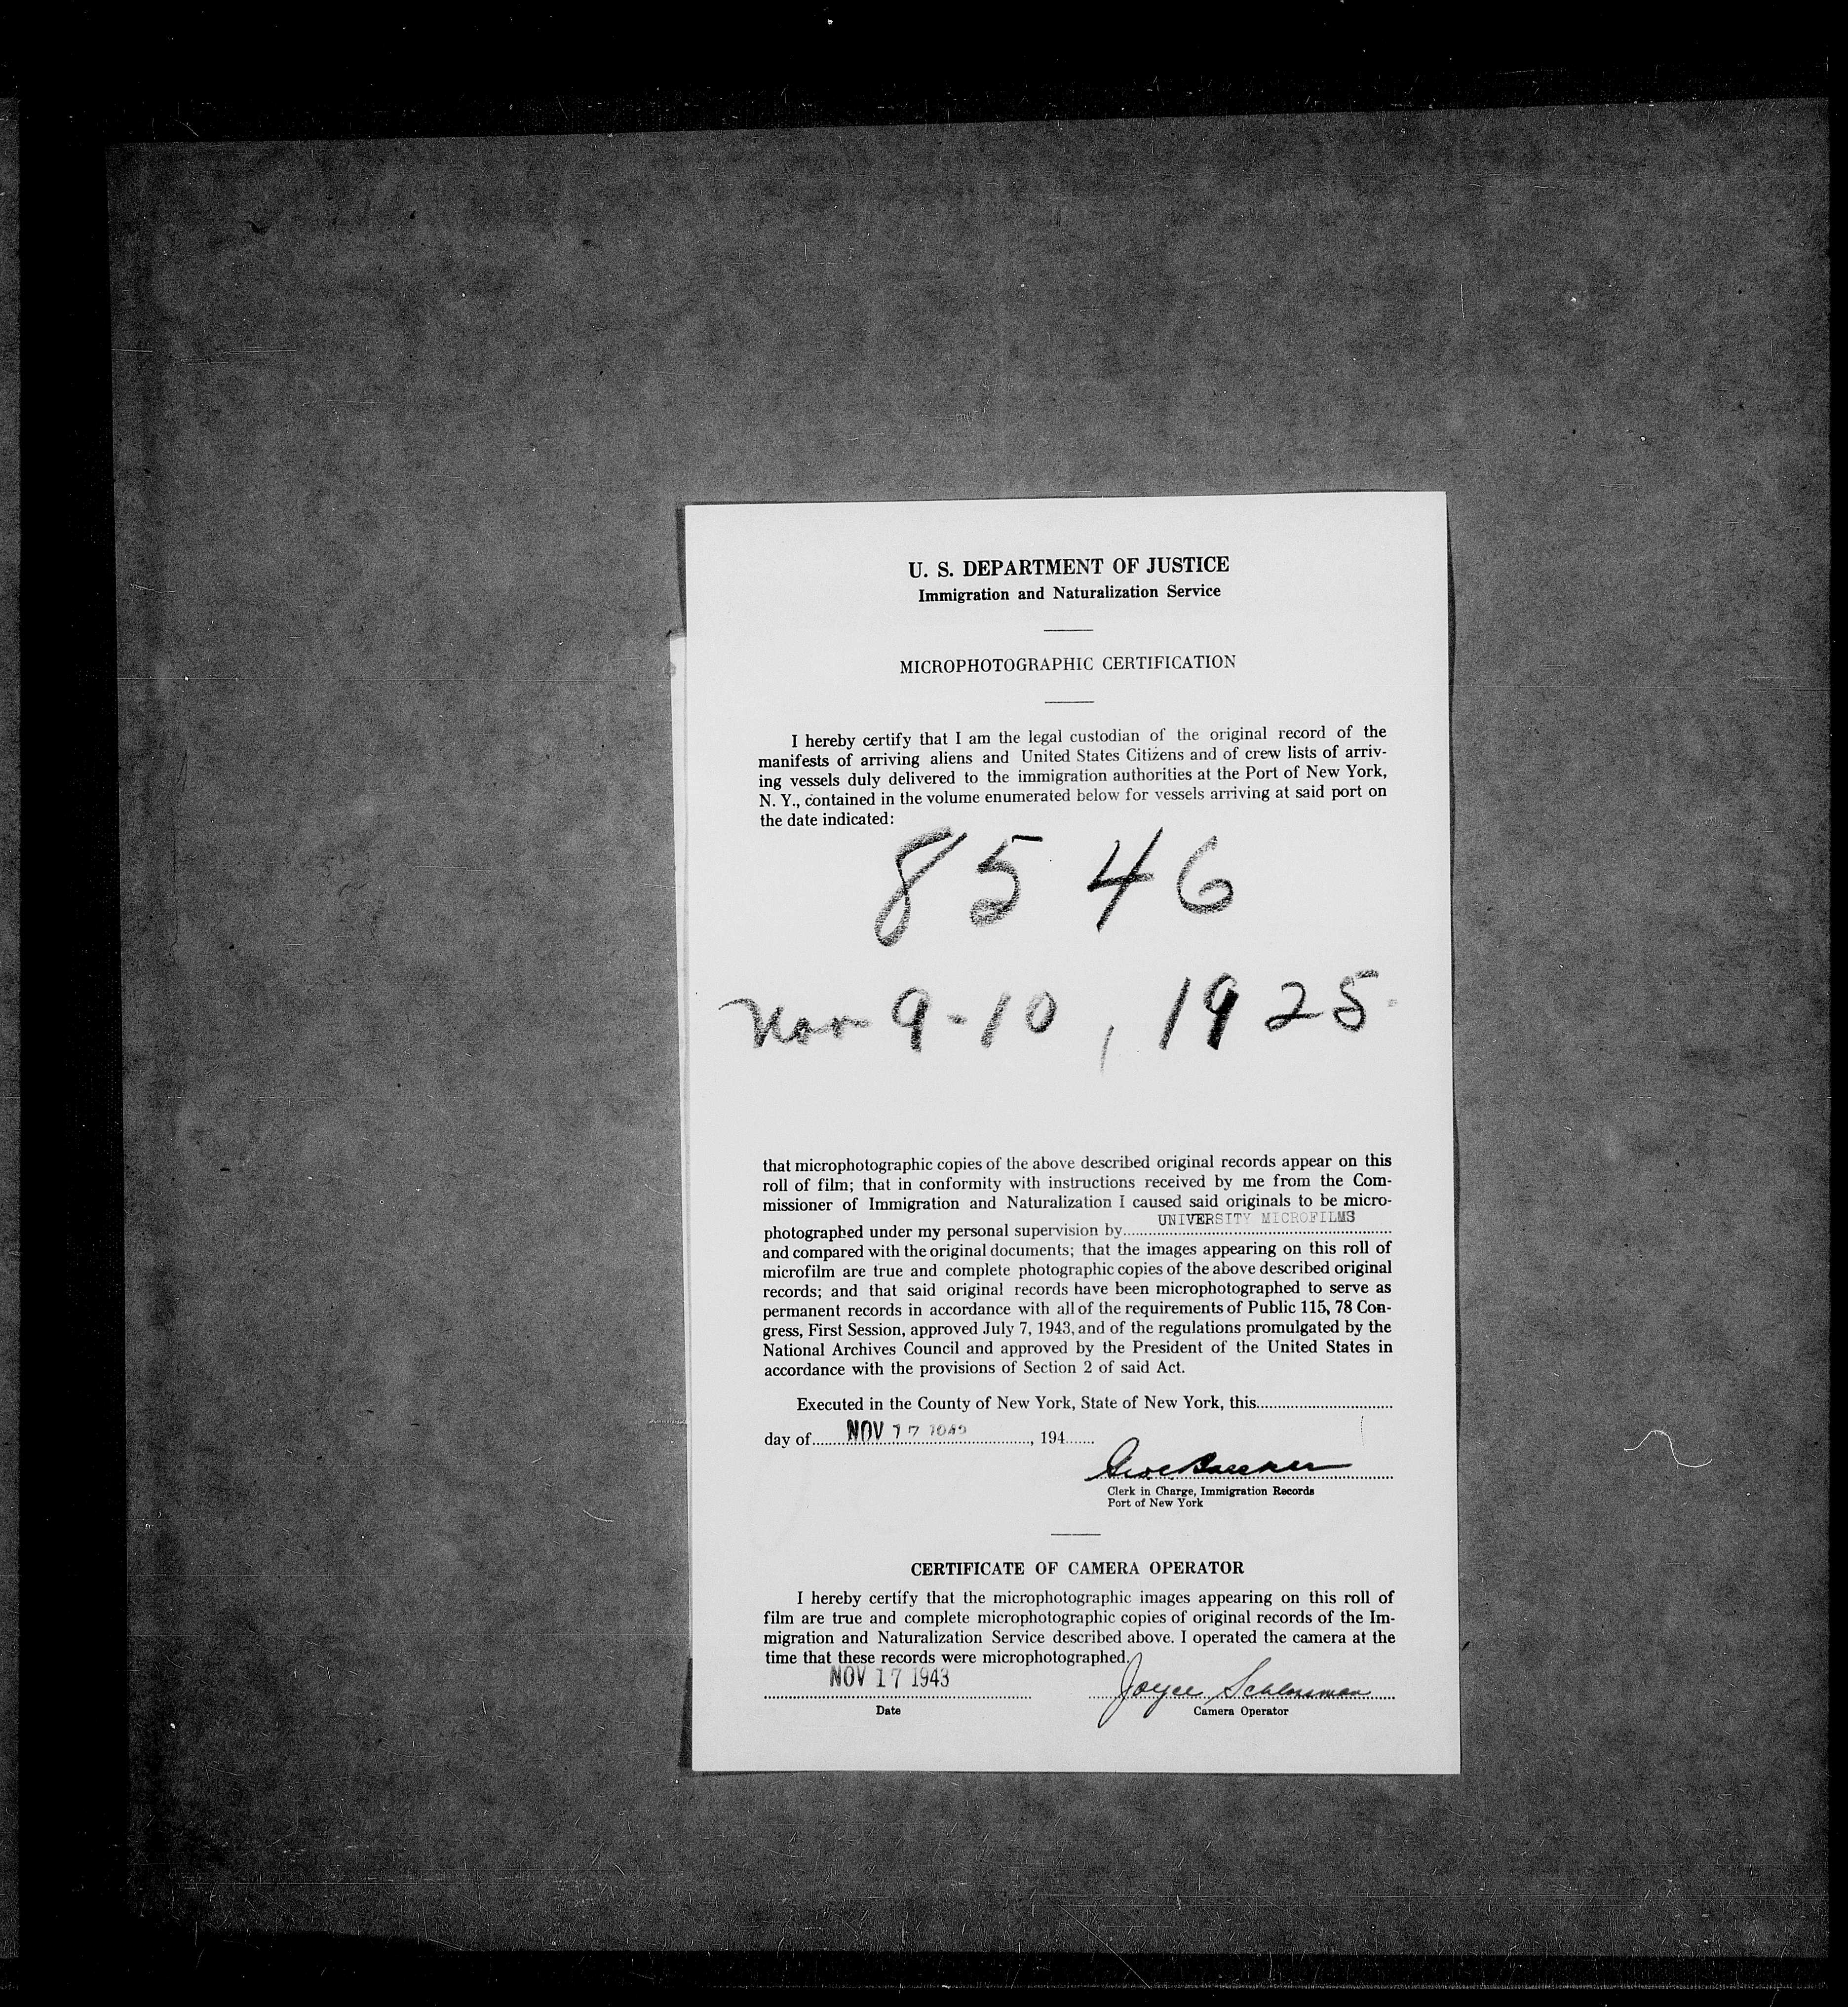 U. S. DEPARTMENT OF JUSTICE
Immigration and Naturalization Service
MICROPHOTOGRAPHIC CERTIFICATION
I hereby certify that I am the legal custodian of the original record of the
manifests of arriving aliens and United States Citizens and of crew lists of arriv-
ing vessels duly delivered to the immigration authorities at the Port of New York,
N. Y., contained in the volume enumerated below for vessels arriving at said port on
the date indicated:
8546
Nov 9-10, 1925
that microphotographic copies of the above described original records appear on this
roll of film; that in conformity with instructions received by me from the Com-
missioner of Immigration and Naturalization I caused said originals to be micro-
photographed under my personal supervision by UNIVERSITY MICROFILMS
and compared with the original documents; that the images appearing on this roll of
microfilm are true and complete photographic copies of the above described original
records; and that said original records have been microphotographed to serve as
permanent records in accordance with all of the requirements of Public 115, 78 Con-
gress, First Session, approved July 7, 1943, and of the regulations promulgated by the
National Archives Council and approved by the President of the United States in
accordance with the provisions of Section 2 of said Act.
Executed in the County of New York, State of New York, this
day of NOV 17 1943, 194
Clerk in Charge, Immigration Records
Port of New York
CERTIFICATE OF CAMERA OPERATOR
I hereby certify that the microphotographic images appearing on this roll of
film are true and complete microphotographic copies of original records of the Im-
migration and Naturalization Service described above. I operated the camera at the
time that these records were microphotographed.
NOV 17 1943 Joyce Schlossman
Date Camera Operator